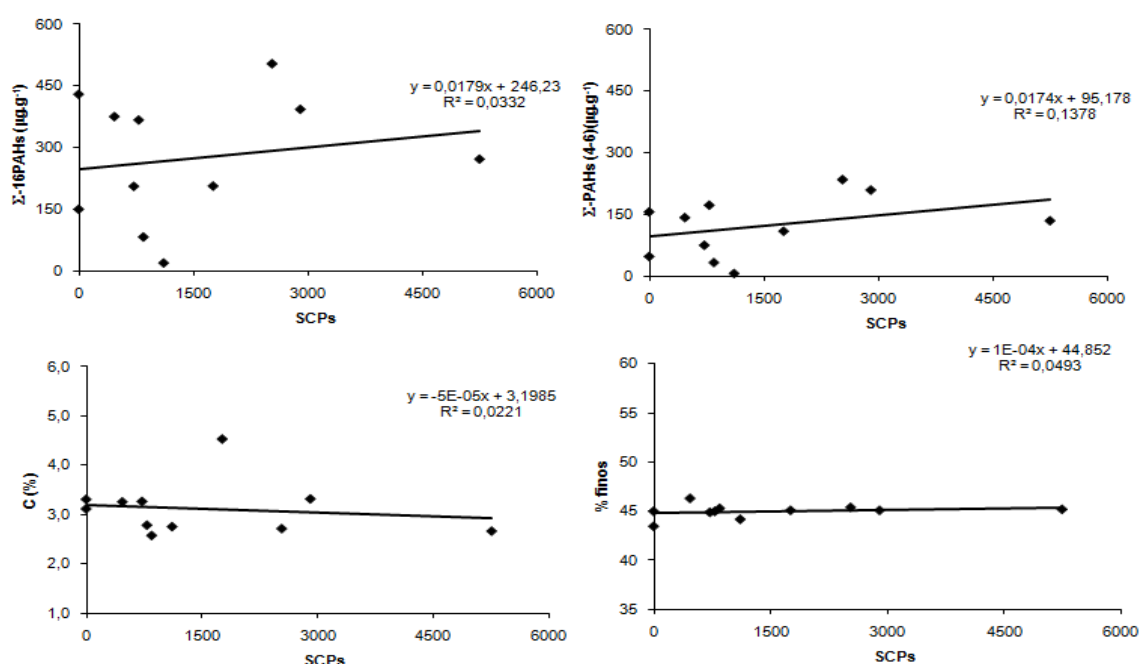 600
450
300
150
0
Σ-16PAHs (µg.g-¹)
y = 0,0179x + 246,23
R² = 0,0332
0 1500 3000 4500 6000
SCPs
600
450
300
150
0
Σ-PAHs (4-6)(µg.g-¹)
y = 0,0174x + 95,178
R² = 0,1378
0 1500 3000 4500 6000
SCPs
6,0
5,0
4,0
3,0
2,0
1,0
C (%)
y = -5E-05x + 3,1985
R² = 0,0221
0 1500 3000 4500 6000
SCPs
60
55
50
45
40
35
% finos
y = 1E-04x + 44,852
R² = 0,0493
0 1500 3000 4500 6000
SCPs